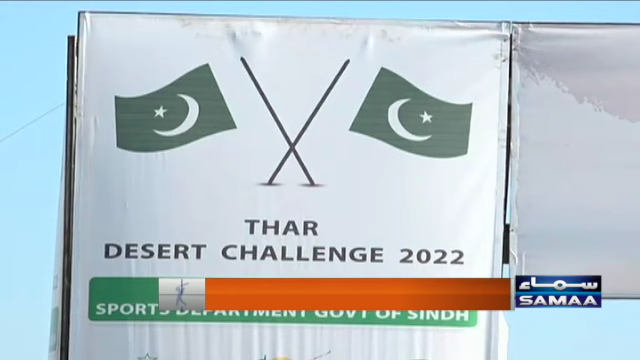 THAR
DESERT CHALLENGE 2022
SPORTS DEPARTMENT GOVT OF SINDH
سماء
SAMAA